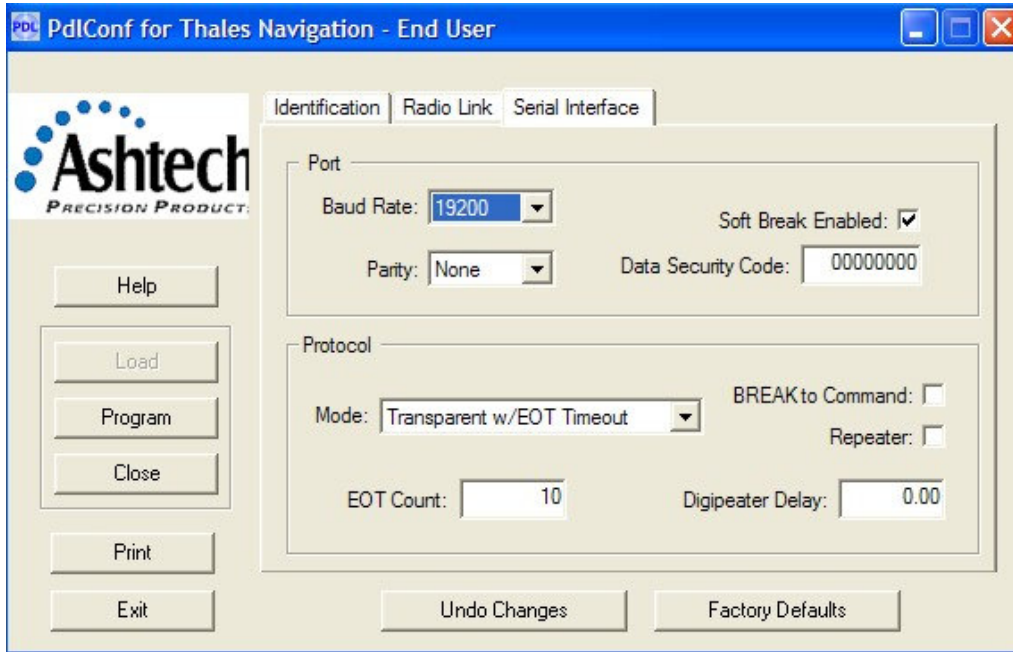 PDL PdlConf for Thales Navigation - End User
Ashtech
PRECISION PRODUCT
Identification Radio Link Serial Interface
Port
Baud Rate: 19200
Soft Break Enabled:
Parity: None
Data Security Code: 00000000
Help
Load
Program
Close
Print
Exit
Protocol
Mode: Transparent w/EOT Timeout
BREAK to Command:
Repeater:
EOT Count: 10
Digipeater Delay: 0.00
Undo Changes
Factory Defaults